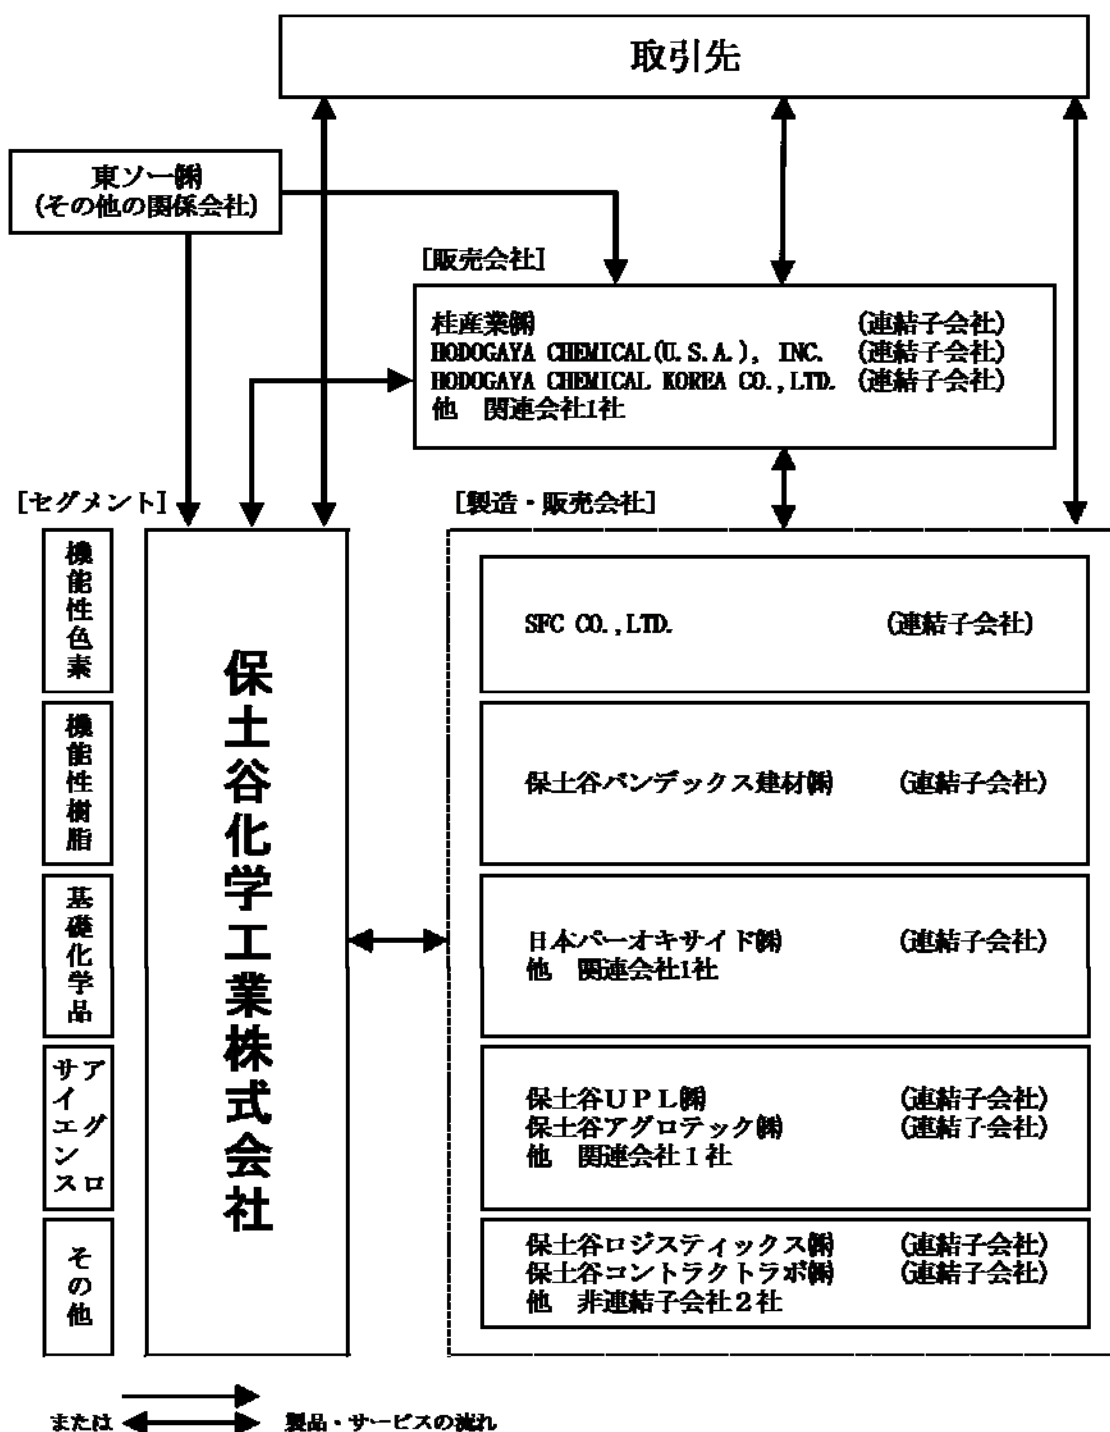 取引先
東ソー㈱
(その他の関係会社)
[販売会社]
桂産業㈱ (連結子会社)
HODOGAYA CHEMICAL(U.S.A.), INC. (連結子会社)
HODOGAYA CHEMICAL KOREA CO.,LTD. (連結子会社)
他 関連会社1社
[セグメント]
[製造・販売会社]
機能性色素
機能性樹脂
基礎化学品
アグロ
サイエンス
その他
保土谷化学工業株式会社
SFC CO.,LTD. (連結子会社)
保土谷バンデックス建材㈱ (連結子会社)
日本パーオキサイド㈱ (連結子会社)
他 関連会社1社
保土谷UPL㈱ (連結子会社)
保土谷アグロテック㈱ (連結子会社)
他 関連会社1社
保土谷ロジスティックス㈱ (連結子会社)
保土谷コントラクトラボ㈱ (連結子会社)
他 非連結子会社2社
または 製品・サービスの流れ